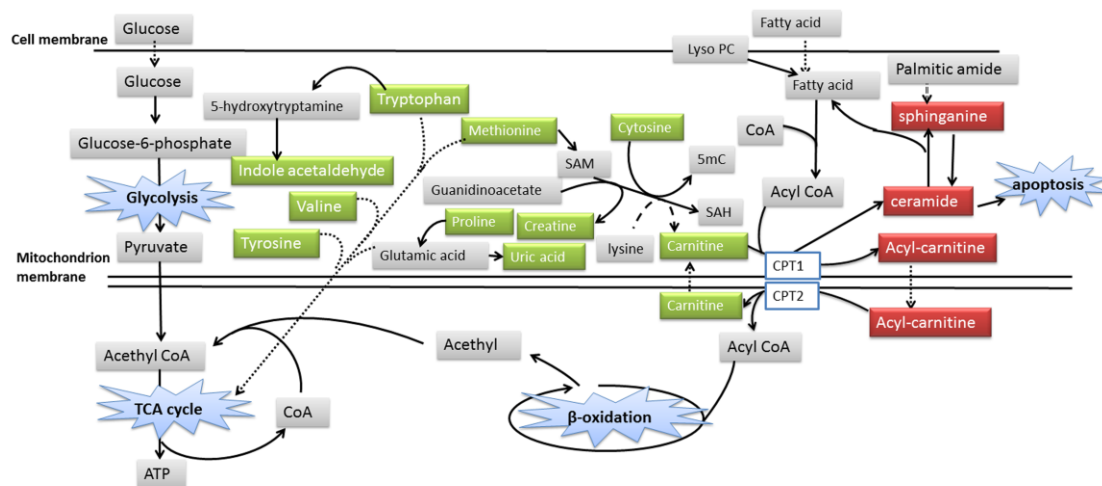 Glucose
Fatty acid
Cell membrane
Lyso PC
Glucose
Fatty acid
Palmitic amide
5-hydroxytryptamine
Tryptophan
sphinganine
Glucose-6-phosphate
Methionine
Cytosine
CoA
Indole acetaldehyde
SAM
5mC
Glycolysis
Guanidinoacetate
Acyl CoA
apoptosis
Valine
SAH
ceramide
Proline
Creatine
Pyruvate
Tyrosine
Glutamic acid
Uric acid
lysine
Carnitine
Acyl-carnitine
Mitochondrion
membrane
CPT1
CPT2
Carnitine
Acyl-carnitine
Acethyl CoA
Acethyl
Acyl CoA
TCA cycle
CoA
β-oxidation
ATP